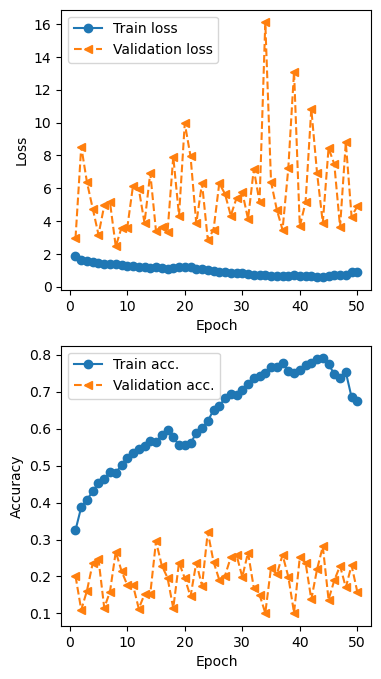 16
14
12
10
8
6
4
2
0
Train loss
Validation loss
Loss
0 10 20 30 40 50
Epoch
0.8
0.7
0.6
0.5
0.4
0.3
0.2
0.1
Train acc.
Validation acc.
Accuracy
0 10 20 30 40 50
Epoch